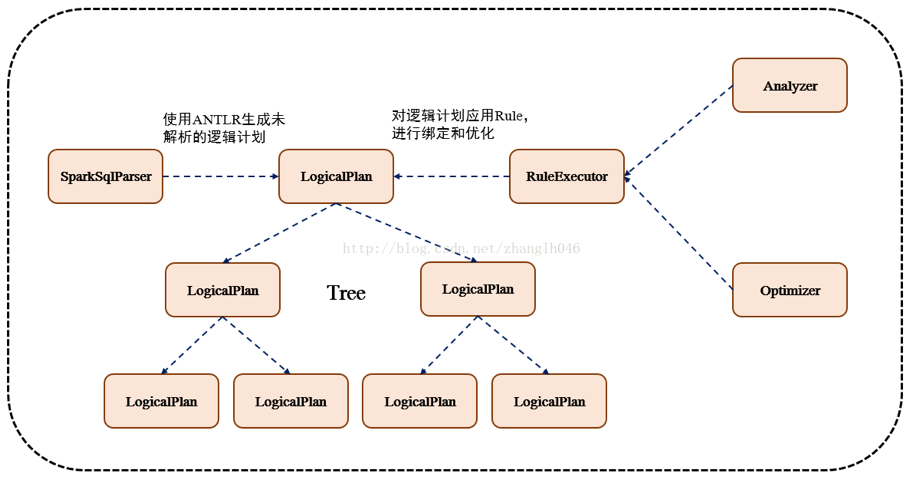 Analyzer
使用ANTLR生成未
解析的逻辑计划
对逻辑计划应用Rule，
进行绑定和优化
SparkSqlParser
LogicalPlan
RuleExecutor
http://blog.csdn.net/zhanglh046
LogicalPlan
Tree
LogicalPlan
Optimizer
LogicalPlan
LogicalPlan
LogicalPlan
LogicalPlan